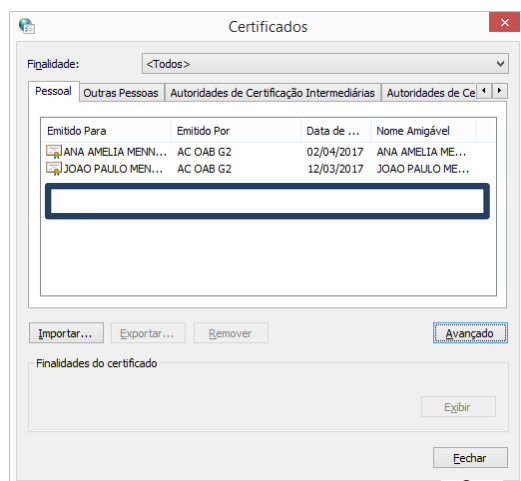 Certificados
Finalidade: <Todos>
Pessoal Outras Pessoas Autoridades de Certificação Intermediárias Autoridades de Ce
Emitido Para Emitido Por Data de ... Nome Amigável
ANA AMELIA MENN... AC OAB G2 02/04/2017 ANA AMELIA ME...
JOAO PAULO MEN... AC OAB G2 12/03/2017 JOAO PAULO ME...
Importar... Exportar... Remover Avançado
Finalidades do certificado
Exibir
Fechar